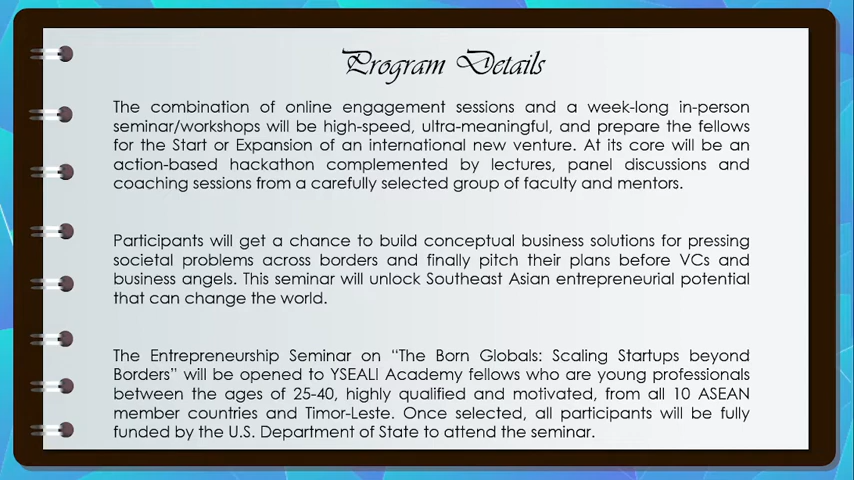 Program Details
The combination of online engagement sessions and a week-long in-person
seminar/workshops will be high-speed, ultra-meaningful, and prepare the fellows
for the Start or Expansion of an international new venture. At its core will be an
action-based hackathon complemented by lectures, panel discussions and
coaching sessions from a carefully selected group of faculty and mentors.
Participants will get a chance to build conceptual business solutions for pressing
societal problems across borders and finally pitch their plans before VCs and
business angels. This seminar will unlock Southeast Asian entrepreneurial potential
that can change the world.
The Entrepreneurship Seminar on “The Born Globals: Scaling Startups beyond
Borders” will be opened to YSEALI Academy fellows who are young professionals
between the ages of 25-40, highly qualified and motivated, from all 10 ASEAN
member countries and Timor-Leste. Once selected, all participants will be fully
funded by the U.S. Department of State to attend the seminar.